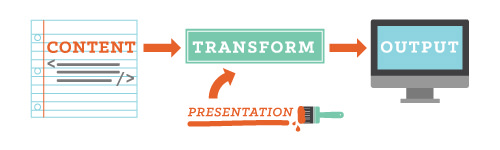 CONTENT
TRANSFORM
OUTPUT
PRESENTATION